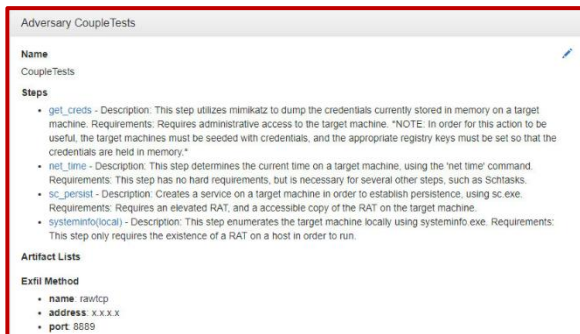 Adversary CoupleTests
Name
CoupleTests
Steps
• get_creds - Description: This step utilizes mimikatz to dump the credentials currently stored in memory on a target
machine. Requirements: Requires administrative access to the target machine. *NOTE: In order for this action to be
useful, the target machines must be seeded with credentials, and the appropriate registry keys must be set so that the
credentials are held in memory.*
• net_time - Description: This step determines the current time on a target machine, using the 'net time' command.
Requirements: This step has no hard requirements, but is necessary for several other steps, such as Schtasks.
• sc_persist - Description: Creates a service on a target machine in order to establish persistence, using sc.exe.
Requirements: Requires an elevated RAT, and a accessible copy of the RAT on the target machine.
• systeminfo(local) - Description: This step enumerates the target machine locally using systeminfo.exe. Requirements:
This step only requires the existence of a RAT on a host in order to run.
Artifact Lists
Exfil Method
• name: rawtcp
• address: x.x.x.x
• port: 8889